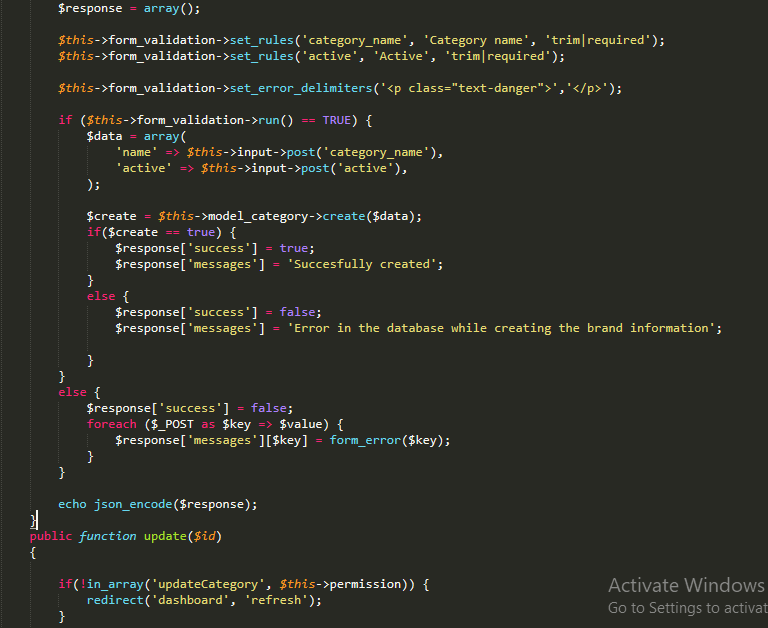 $response = array();
$this->form_validation->set_rules('category_name', 'Category name', 'trim|required');
$this->form_validation->set_rules('active', 'Active', 'trim|required');
$this->form_validation->set_error_delimiters('<p class="text-danger">','</p>');
if ($this->form_validation->run() == TRUE) {
$data = array(
'name' => $this->input->post('category_name'),
'active' => $this->input->post('active'),
);
$create = $this->model_category->create($data);
if($create == true) {
$response['success'] = true;
$response['messages'] = 'Succesfully created';
}
else {
$response['success'] = false;
$response['messages'] = 'Error in the database while creating the brand information';
}
}
else {
$response['success'] = false;
foreach ($_POST as $key => $value) {
$response['messages'][$key] = form_error($key);
}
}
echo json_encode($response);
}
public function update($id)
{
if(!in_array('updateCategory', $this->permission)) {
redirect('dashboard', 'refresh');
}
Activate Windows
Go to Settings to activat